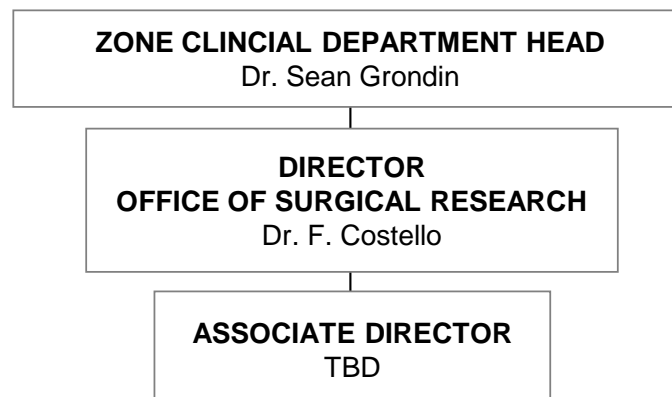 ZONE CLINCIAL DEPARTMENT HEAD
Dr. Sean Grondin
DIRECTOR
OFFICE OF SURGICAL RESEARCH
Dr. F. Costello
ASSOCIATE DIRECTOR
TBD